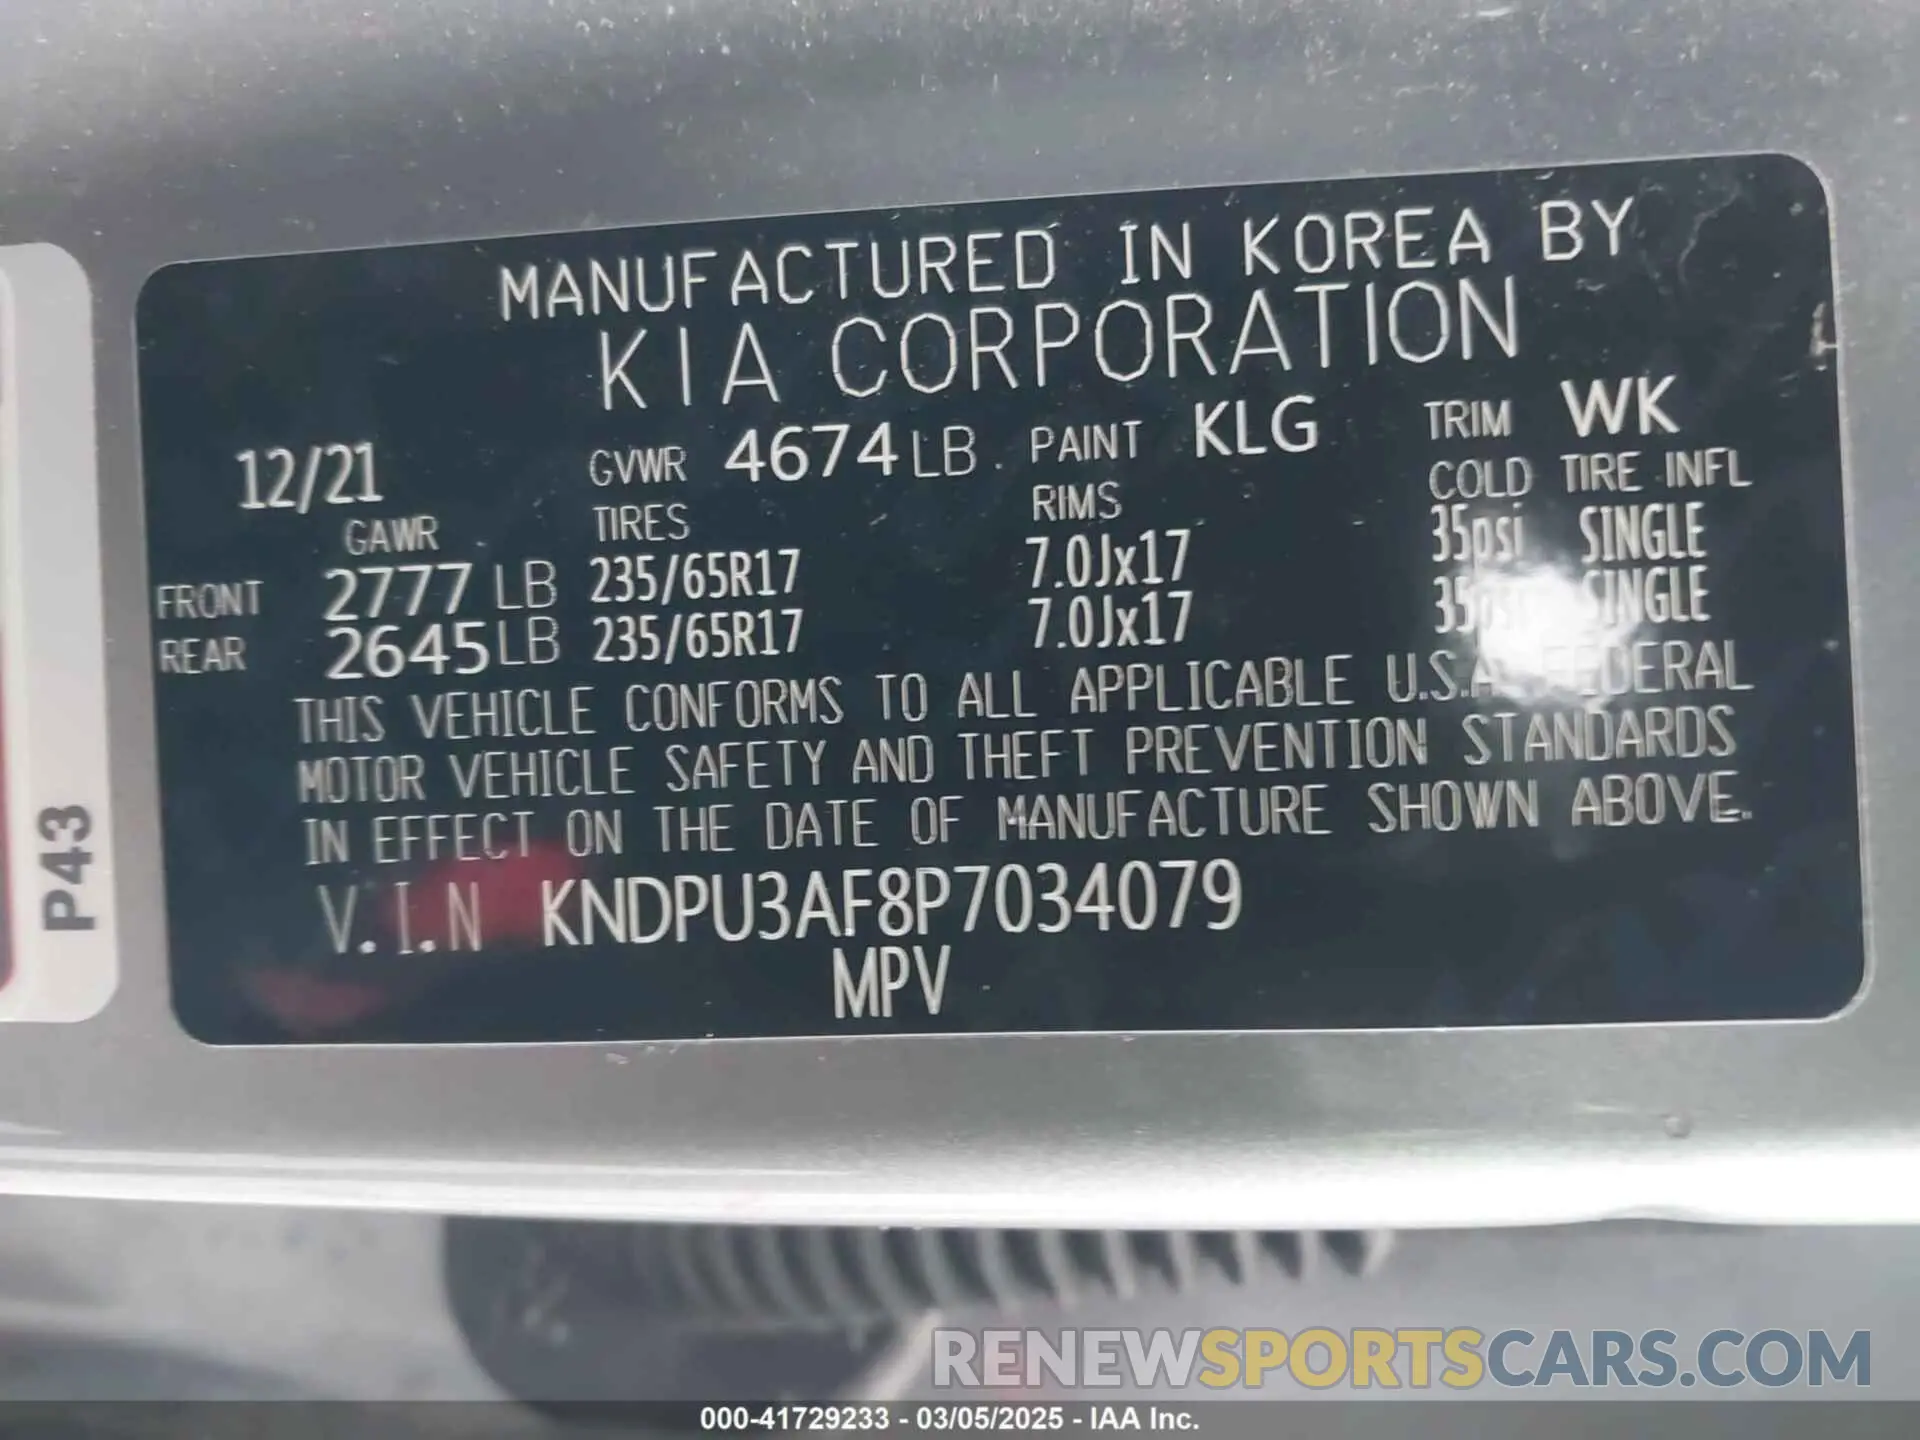 MANUFACTURED IN KOREA BY
KIA CORPORATION
12/21 GVWR 4674 LB. PAINT KLG TRIM WK
GAWR TIRES RIMS COLD TIRE INFL
FRONT 2777 LB 235/65R17 7.0Jx17 35psi SINGLE
REAR 2645 LB 235/65R17 7.0Jx17 35psi SINGLE
THIS VEHICLE CONFORMS TO ALL APPLICABLE U.S.A FEDERAL
MOTOR VEHICLE SAFETY AND THEFT PREVENTION STANDARDS
IN EFFECT ON THE DATE OF MANUFACTURE SHOWN ABOVE.
V.I.N KNDPU3AF8P7034079
MPV
P43
RENEWSPORTSCARS.COM
000-41729233 - 03/05/2025 - IAA Inc.